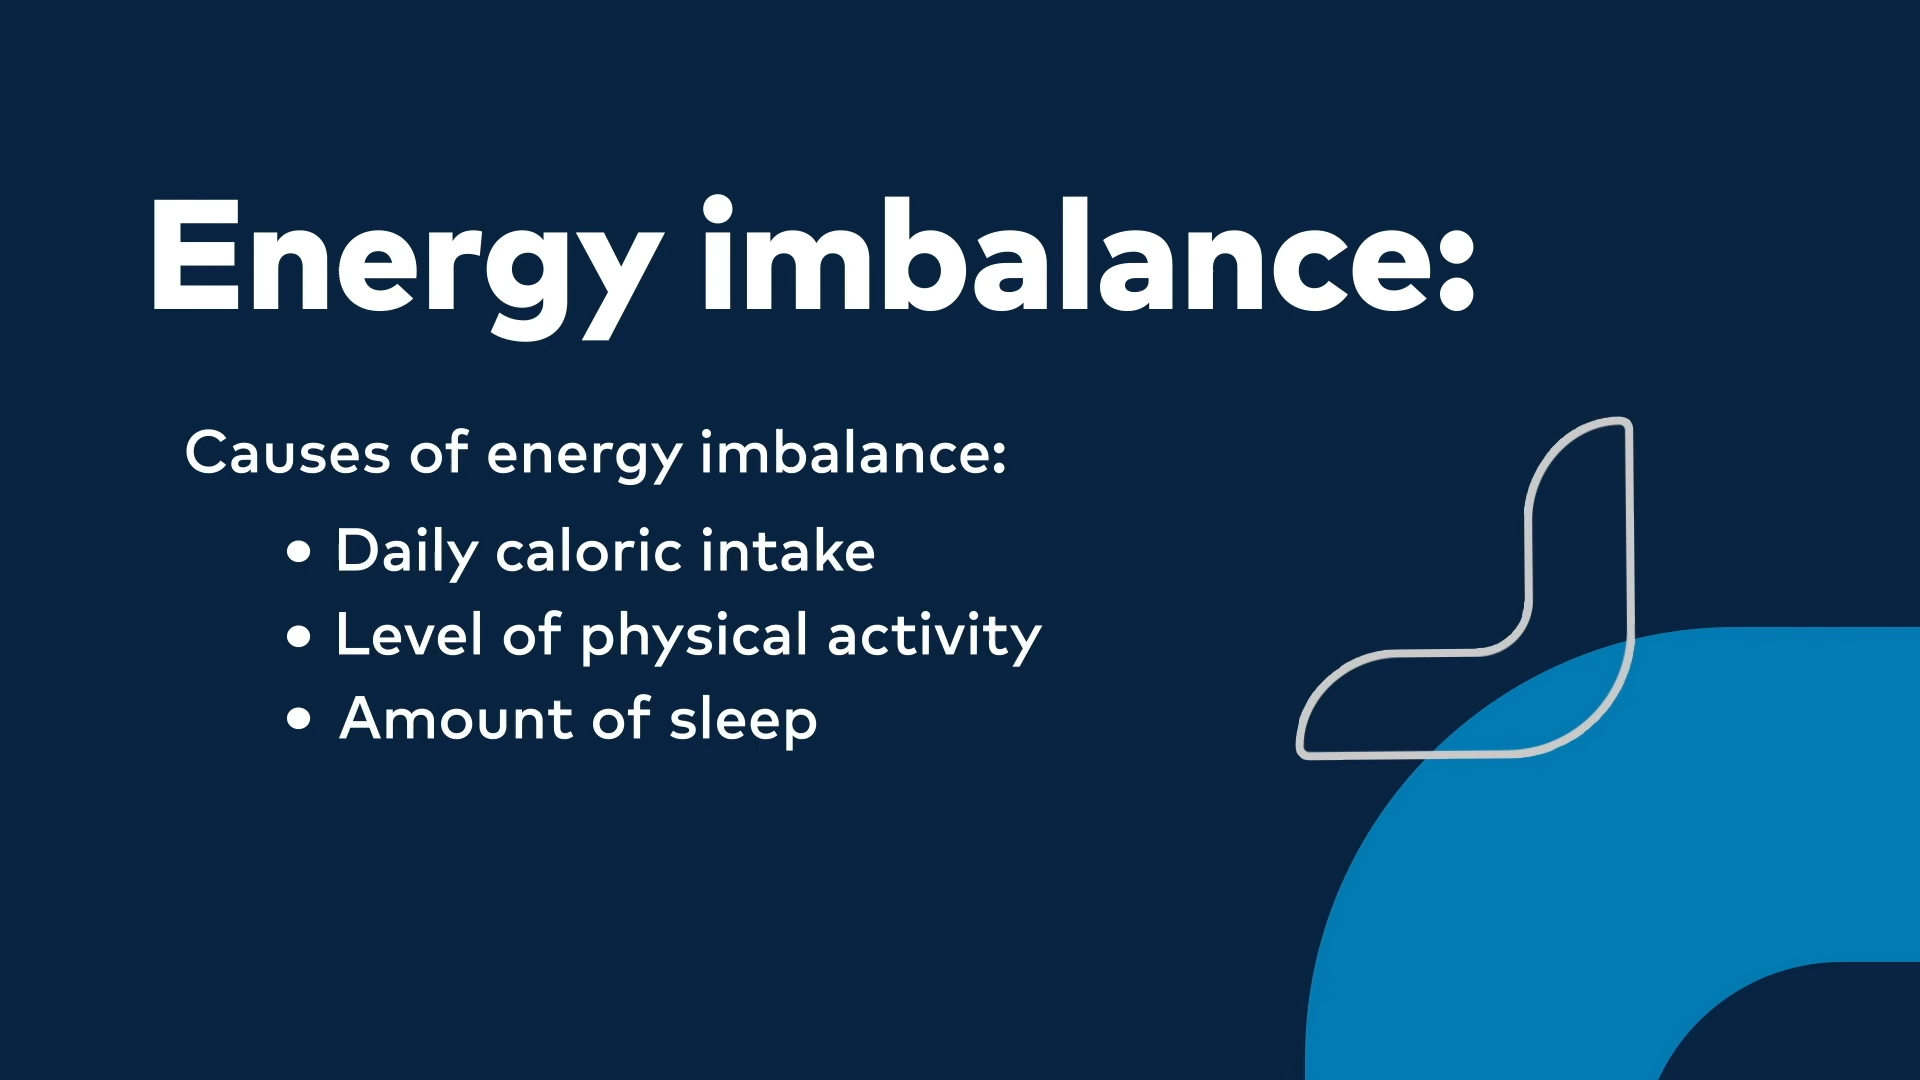 Energy imbalance:
Causes of energy imbalance:
• Daily caloric intake
• Level of physical activity
• Amount of sleep